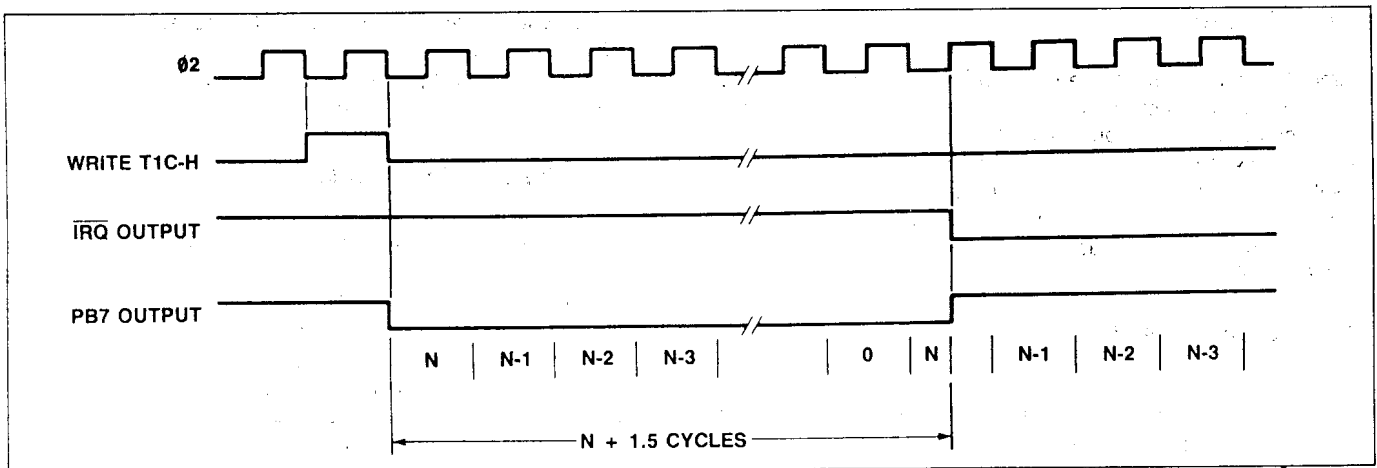 Ø2
WRITE T1C-H
IRQ OUTPUT
PB7 OUTPUT
N N-1 N-2 N-3 0 N N-1 N-2 N-3
N + 1.5 CYCLES